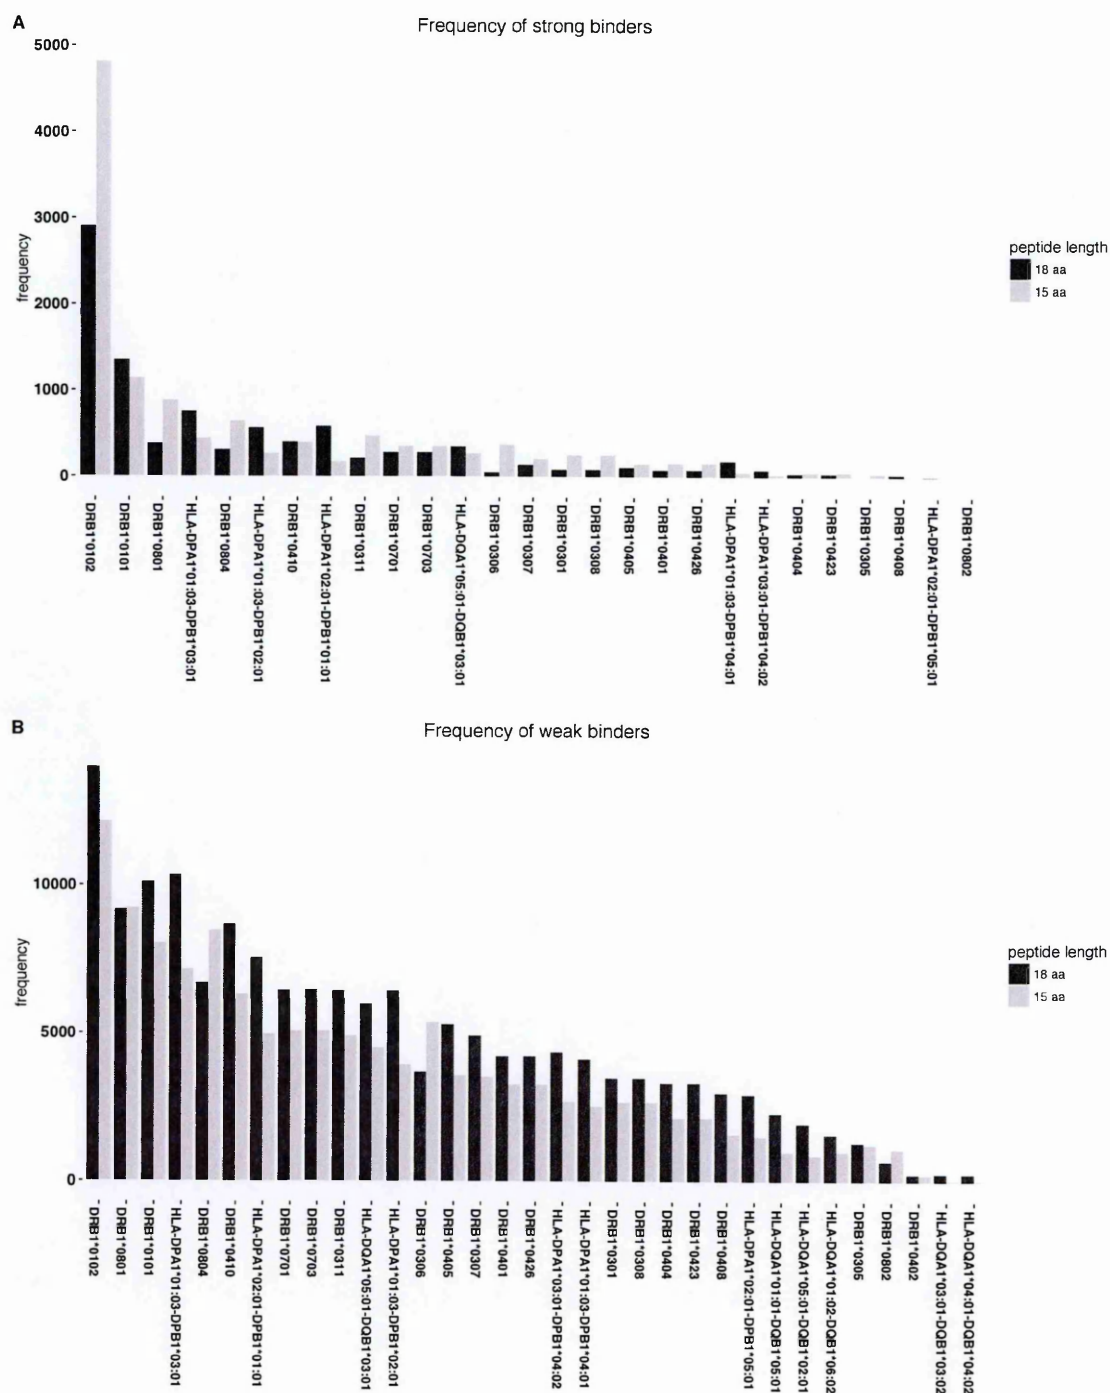 A
Frequency of strong binders
5000
4000
3000
2000
1000
0
frequency
peptide length
18 aa
15 aa
DRB1*0102
DRB1*0101
DRB1*0801
HLA-DPA1*01:03-DPB1*03:01
DRB1*0804
HLA-DPA1*01:03-DPB1*02:01
DRB1*0410
HLA-DPA1*02:01-DPB1*01:01
DRB1*0311
DRB1*0701
DRB1*0703
HLA-DQA1*05:01-DQB1*03:01
DRB1*0306
DRB1*0307
DRB1*0301
DRB1*0308
DRB1*0405
DRB1*0401
DRB1*0426
HLA-DPA1*01:03-DPB1*04:01
HLA-DPA1*03:01-DPB1*04:02
DRB1*0404
DRB1*0423
DRB1*0305
DRB1*0408
HLA-DPA1*02:01-DPB1*05:01
DRB1*0802
B
Frequency of weak binders
10000
5000
0
frequency
peptide length
18 aa
15 aa
DRB1*0102
DRB1*0801
DRB1*0101
HLA-DPA1*01:03-DPB1*03:01
DRB1*0804
DRB1*0410
HLA-DPA1*02:01-DPB1*01:01
DRB1*0701
DRB1*0703
DRB1*0311
HLA-DQA1*05:01-DQB1*03:01
HLA-DPA1*01:03-DPB1*02:01
DRB1*0306
DRB1*0405
DRB1*0307
DRB1*0401
DRB1*0426
HLA-DPA1*03:01-DPB1*04:02
HLA-DPA1*01:03-DPB1*04:01
DRB1*0301
DRB1*0308
DRB1*0404
DRB1*0423
DRB1*0408
HLA-DPA1*02:01-DPB1*05:01
HLA-DQA1*01:01-DQB1*05:01
HLA-DQA1*05:01-DQB1*02:01
HLA-DQA1*01:02-DQB1*06:02
DRB1*0305
DRB1*0802
DRB1*0402
HLA-DQA1*03:01-DQB1*03:02
HLA-DQA1*04:01-DQB1*04:02